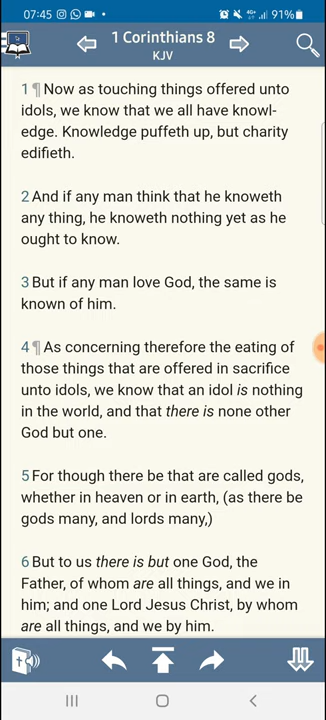 07:45 91%
1 Corinthians 8
KJV
1 ¶ Now as touching things offered unto
idols, we know that we all have knowl-
edge. Knowledge puffeth up, but charity
edifieth.
2 And if any man think that he knoweth
any thing, he knoweth nothing yet as he
ought to know.
3 But if any man love God, the same is
known of him.
4 ¶ As concerning therefore the eating of
those things that are offered in sacrifice
unto idols, we know that an idol is nothing
in the world, and that there is none other
God but one.
5 For though there be that are called gods,
whether in heaven or in earth, (as there be
gods many, and lords many,)
6 But to us there is but one God, the
Father, of whom are all things, and we in
him; and one Lord Jesus Christ, by whom
are all things, and we by him.